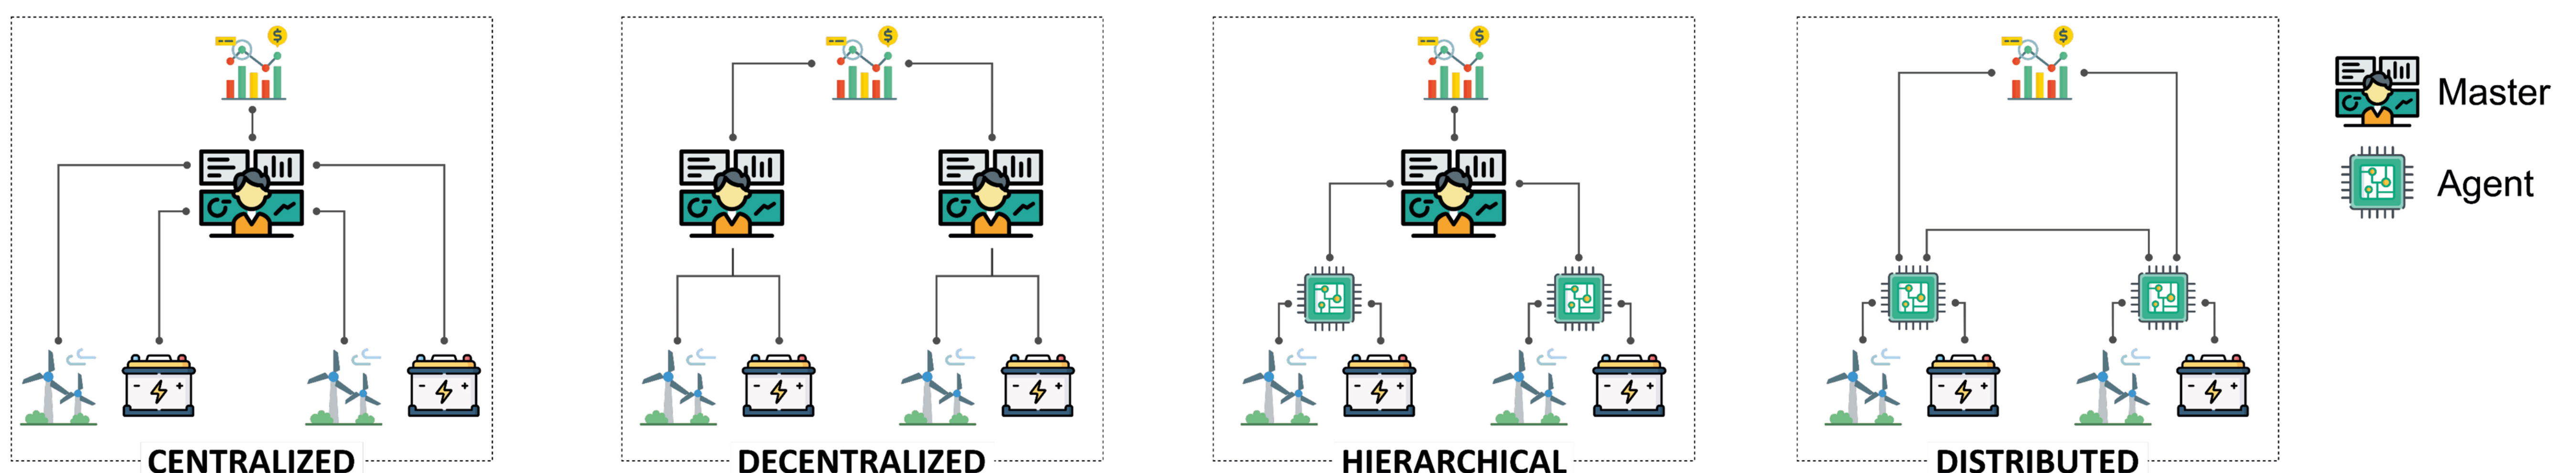 CENTRALIZED
DECENTRALIZED
HIERARCHICAL
DISTRIBUTED
Master
Agent